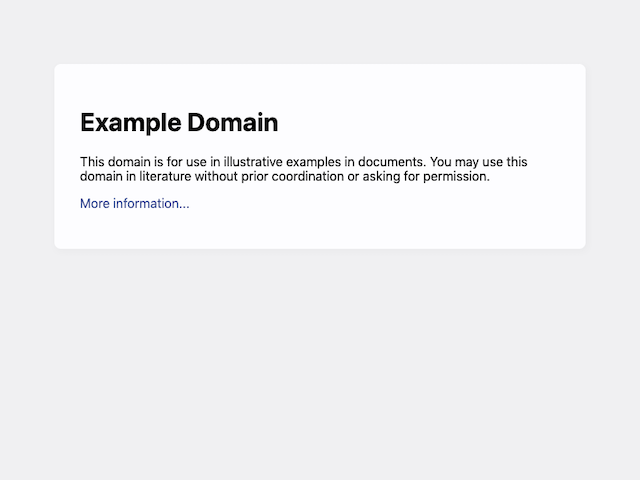 Example Domain
This domain is for use in illustrative examples in documents. You may use this
domain in literature without prior coordination or asking for permission.
More information...